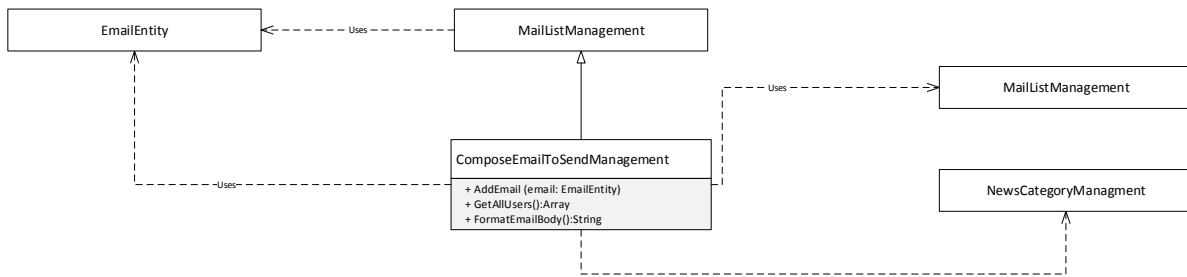 EmailEntity
Uses
MailListManagement
MailListManagement
Uses
ComposeEmailToSendManagement
+ AddEmail (email: EmailEntity)
+ GetAllUsers():Array
+ FormatEmailBody():String
Uses
NewsCategoryManagment